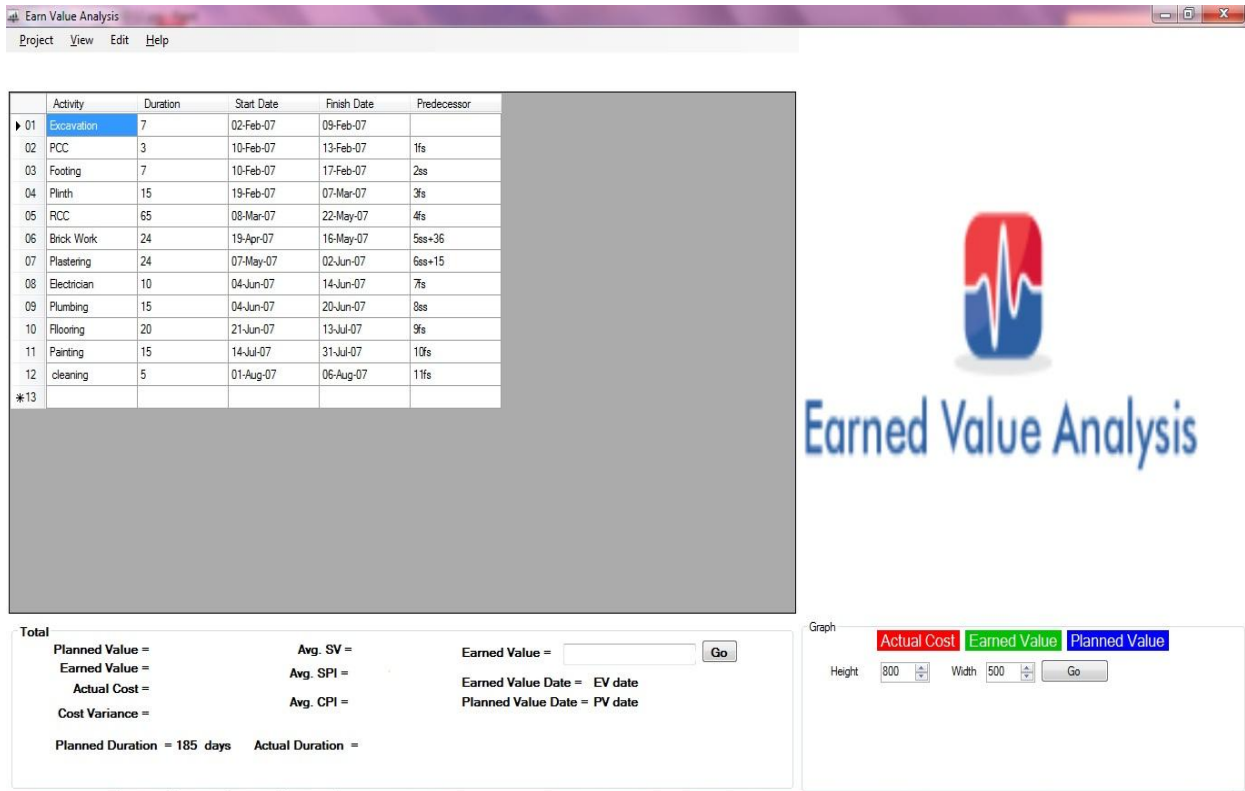 Earn Value Analysis
Project View Edit Help
Activity Duration Start Date Finish Date Predecessor
01 Excavation 7 02-Feb-07 09-Feb-07
02 PCC 3 10-Feb-07 13-Feb-07 1fs
03 Footing 7 10-Feb-07 17-Feb-07 2ss
04 Plinth 15 19-Feb-07 07-Mar-07 3fs
05 RCC 65 08-Mar-07 22-May-07 4fs
06 Brick Work 24 19-Apr-07 16-May-07 5ss+36
07 Plastering 24 07-May-07 02-Jun-07 6ss+15
08 Electrician 10 04-Jun-07 14-Jun-07 7fs
09 Plumbing 15 04-Jun-07 20-Jun-07 8ss
10 Fllooring 20 21-Jun-07 13-Jul-07 9fs
11 Painting 15 14-Jul-07 31-Jul-07 10fs
12 cleaning 5 01-Aug-07 06-Aug-07 11fs
*13
Earned Value Analysis
Total
Planned Value =
Earned Value =
Actual Cost =
Cost Variance =
Avg. SV =
Avg. SPI =
Avg. CPI =
Planned Duration = 185 days Actual Duration =
Earned Value = Go
Earned Value Date = EV date
Planned Value Date = PV date
Graph
Actual Cost Earned Value Planned Value
Height 800 Width 500 Go